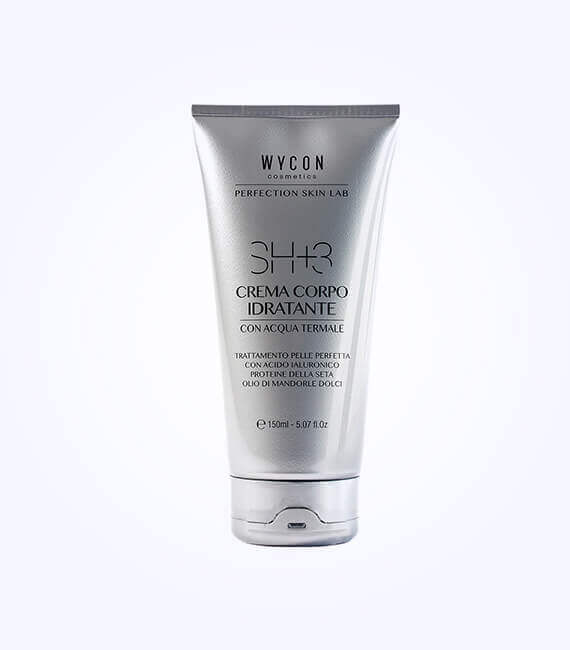 WYCON
cosmetics
PERFECTION SKIN LAB
SH+3
CREMA CORPO
IDRATANTE
CON ACQUA TERMALE
TRATTAMENTO PELLE PERFETTA
CON ACIDO IALURONICO
PROTEINE DELLA SETA
OLIO DI MANDORLE DOLCI
℮ 150ml - 5.07 fl.Oz